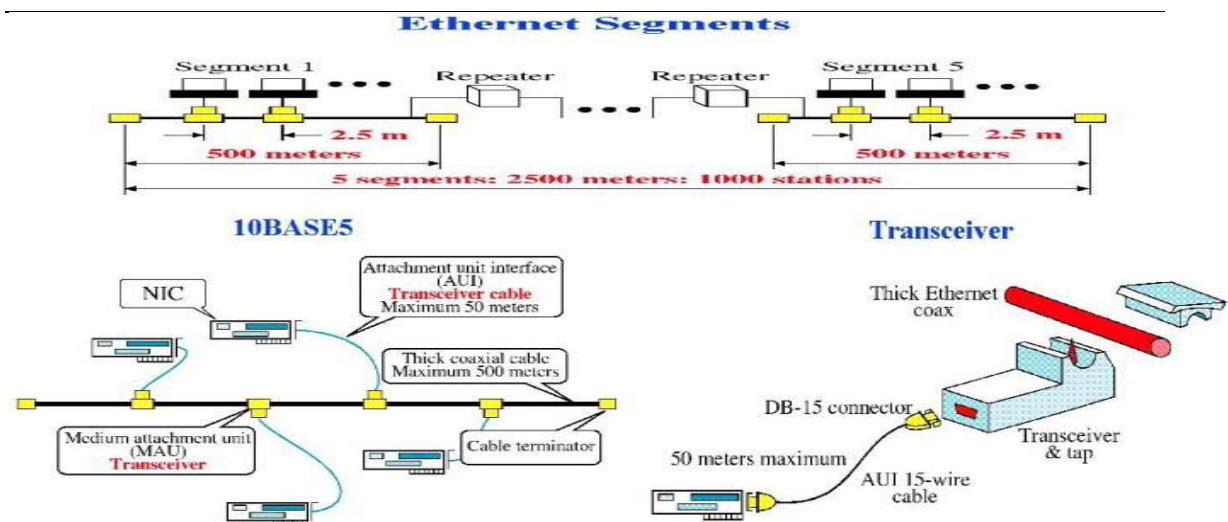 Ethernet Segments
Segment 1
Repeater
Repeater
Segment 5
2.5 m
2.5 m
500 meters
500 meters
5 segments: 2500 meters: 1000 stations
10BASE5
NIC
Attachment unit interface
(AUI)
Transceiver cable
Maximum 50 meters
Thick coaxial cable
Maximum 500 meters
Medium attachment unit
(MAU)
Transceiver
Cable terminator
Transceiver
Thick Ethernet
coax
DB-15 connector
Transceiver
& tap
50 meters maximum
AUI 15-wire
cable